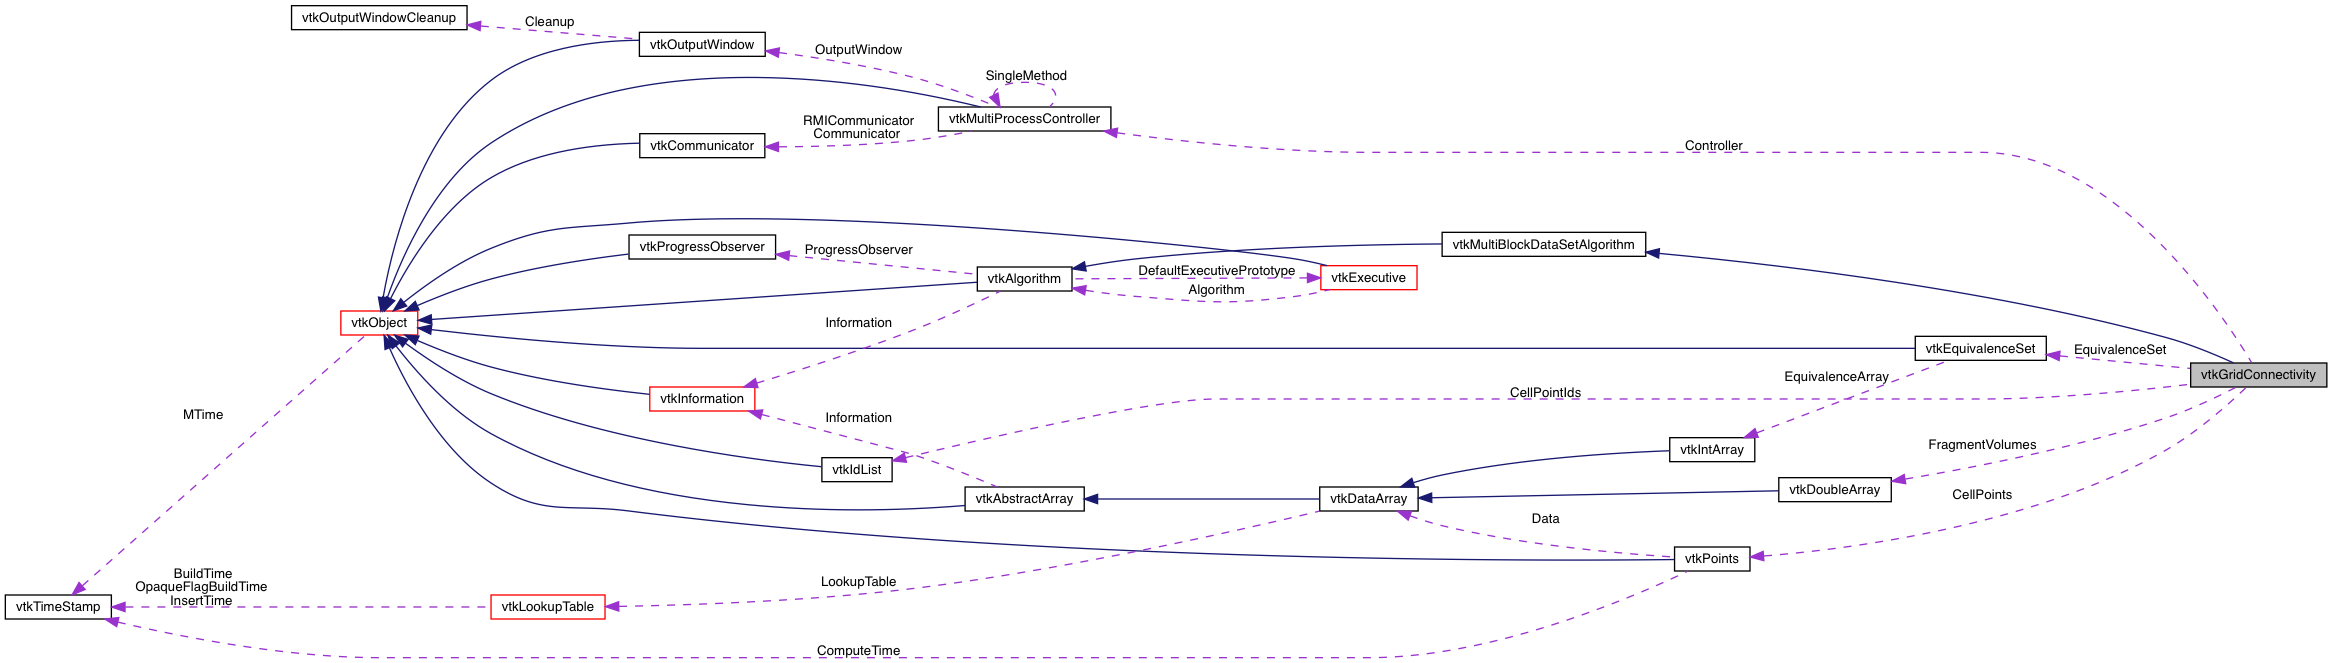 vtkOutputWindowCleanup
Cleanup
vtkOutputWindow
OutputWindow
SingleMethod
vtkMultiProcessController
RMICommunicator
Communicator
vtkCommunicator
Controller
vtkProgressObserver
ProgressObserver
vtkMultiBlockDataSetAlgorithm
vtkAlgorithm
DefaultExecutivePrototype
Algorithm
vtkExecutive
vtkObject
Information
vtkEquivalenceSet
EquivalenceSet
vtkGridConnectivity
EquivalenceArray
vtkInformation
CellPointIds
MTime
Information
FragmentVolumes
vtkIntArray
vtkIdList
vtkAbstractArray
vtkDataArray
vtkDoubleArray
CellPoints
Data
vtkPoints
BuildTime
OpaqueFlagBuildTime
InsertTime
LookupTable
vtkTimeStamp
vtkLookupTable
ComputeTime